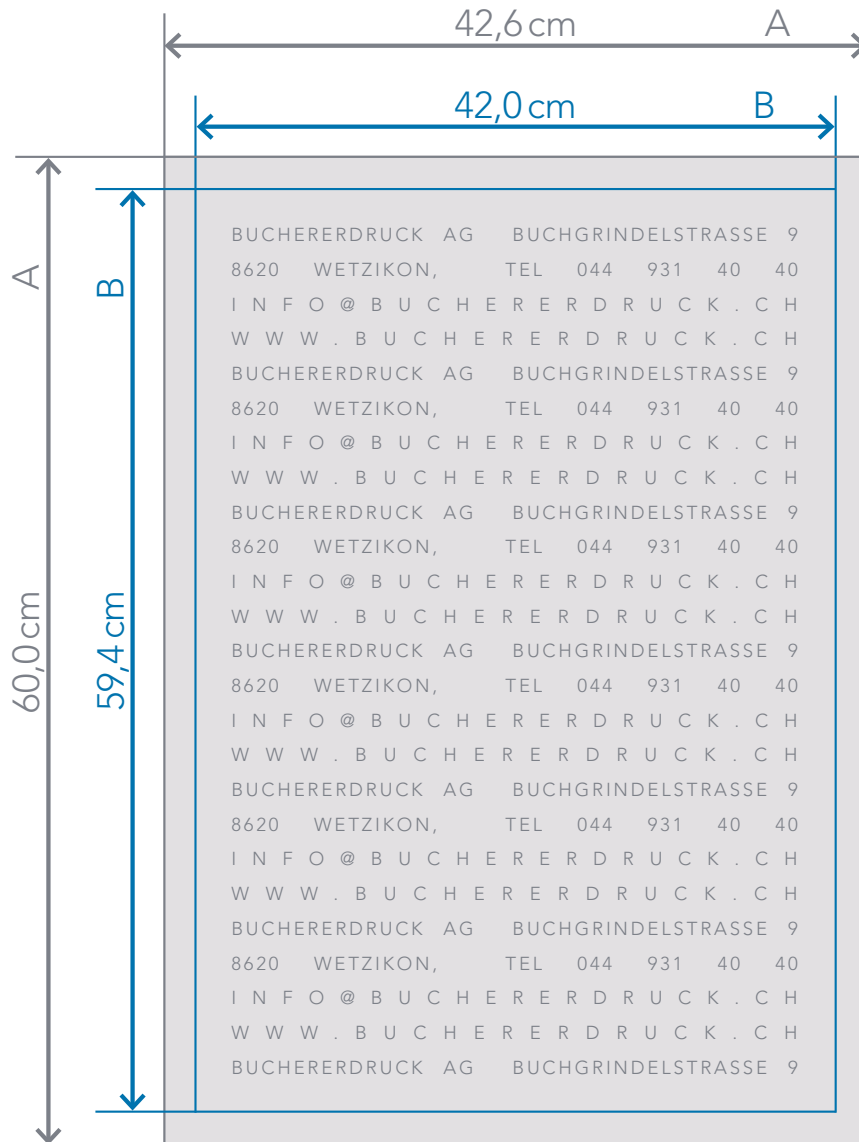 42,6 cm A
42,0 cm B
A
B
60,0 cm
59,4 cm
BUCHERERDRUCK AG BUCHGRINDELSTRASSE 9
8620 WETZIKON, TEL 044 931 40 40
INFO@BUCHERERDRUCK.CH
WWW.BUCHERERDRUCK.CH
BUCHERERDRUCK AG BUCHGRINDELSTRASSE 9
8620 WETZIKON, TEL 044 931 40 40
INFO@BUCHERERDRUCK.CH
WWW.BUCHERERDRUCK.CH
BUCHERERDRUCK AG BUCHGRINDELSTRASSE 9
8620 WETZIKON, TEL 044 931 40 40
INFO@BUCHERERDRUCK.CH
WWW.BUCHERERDRUCK.CH
BUCHERERDRUCK AG BUCHGRINDELSTRASSE 9
8620 WETZIKON, TEL 044 931 40 40
INFO@BUCHERERDRUCK.CH
WWW.BUCHERERDRUCK.CH
BUCHERERDRUCK AG BUCHGRINDELSTRASSE 9
8620 WETZIKON, TEL 044 931 40 40
INFO@BUCHERERDRUCK.CH
WWW.BUCHERERDRUCK.CH
BUCHERERDRUCK AG BUCHGRINDELSTRASSE 9
8620 WETZIKON, TEL 044 931 40 40
INFO@BUCHERERDRUCK.CH
WWW.BUCHERERDRUCK.CH
BUCHERERDRUCK AG BUCHGRINDELSTRASSE 9